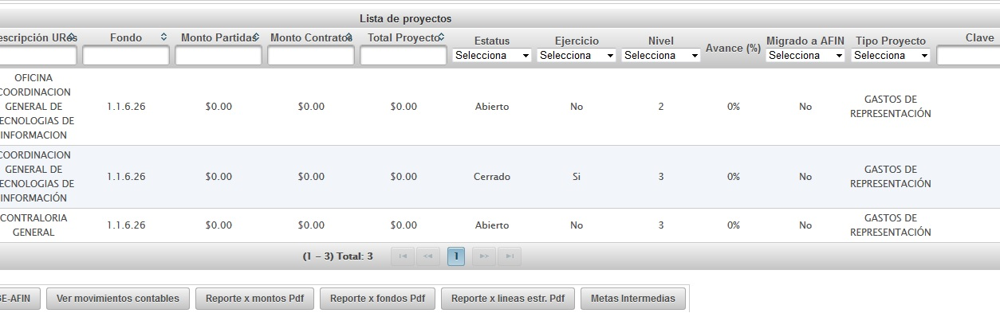 Lista de proyectos
escripción URes Fondo Monto Partidas Monto Contratos Total Proyecto Estatus Ejercicio Nivel Avance (%) Migrado a AFIN Tipo Proyecto Clave
Selecciona Selecciona Selecciona Selecciona Selecciona
OFICINA
COORDINACION
GENERAL DE
ECNOLOGIAS DE
INFORMACION
1.1.6.26 $0.00 $0.00 $0.00 Abierto No 2 0% No
GASTOS DE
REPRESENTACIÓN
COORDINACION
GENERAL DE
ECNOLOGIAS DE
INFORMACIÓN
1.1.6.26 $0.00 $0.00 $0.00 Cerrado Si 3 0% No
GASTOS DE
REPRESENTACIÓN
CONTRALORIA
GENERAL
1.1.6.26 $0.00 $0.00 $0.00 Abierto No 3 0% No
GASTOS DE
REPRESENTACIÓN
(1 – 3) Total: 3 1
E-AFIN Ver movimientos contables Reporte x montos Pdf Reporte x fondos Pdf Reporte x lineas estr. Pdf Metas Intermedias